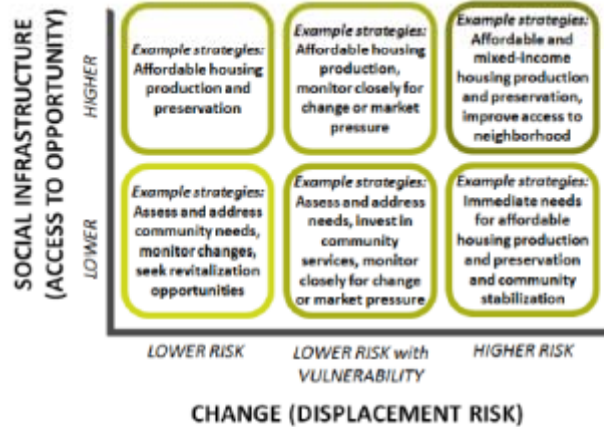 SOCIAL INFRASTRUCTURE
(ACCESS TO OPPORTUNITY)
HIGHER
LOWER
Example strategies:
Affordable housing
production and
preservation
Example strategies:
Affordable housing
production,
monitor closely for
change or market
pressure
Example strategies:
Affordable and
mixed-income
housing production
and preservation,
improve access to
neighborhood
Example strategies:
Assess and address
community needs,
monitor changes,
seek revitalization
opportunities
Example strategies:
Assess and address
needs, invest in
community
services, monitor
closely for change
or market pressure
Example strategies:
Immediate needs
for affordable
housing production
and preservation
and community
stabilization
LOWER RISK
LOWER RISK with
VULNERABILITY
HIGHER RISK
CHANGE (DISPLACEMENT RISK)